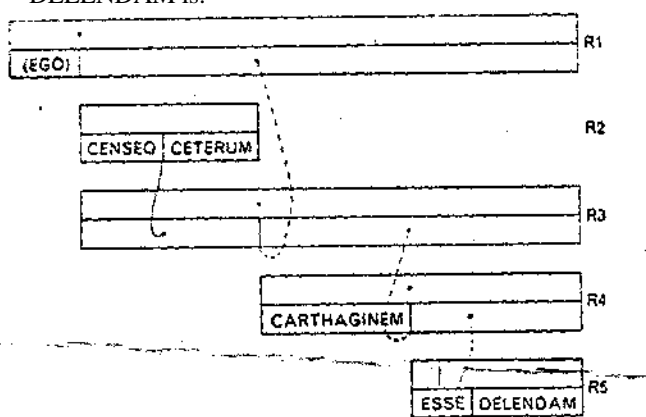 DELENDAM is:
R1
(EGO)
R2
CENSEO CETERUM
R3
R4
CARTHAGINEM
R5
ESSE DELENDAM